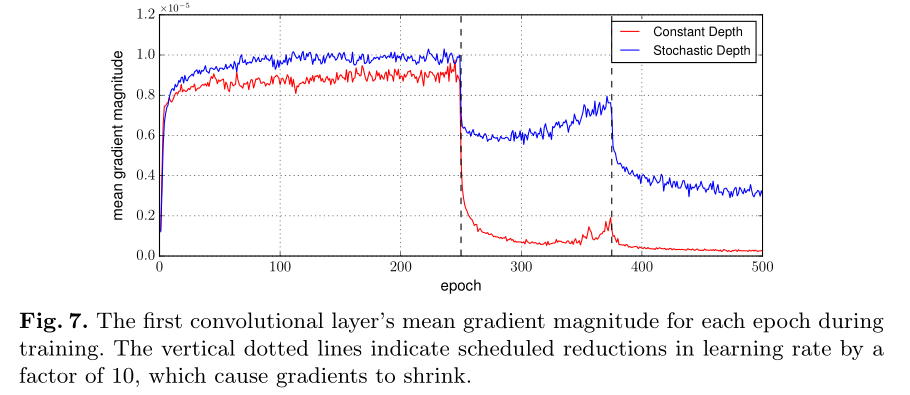 1.2 ×10⁻⁵
1.0
0.8
0.6
0.4
0.2
0.0
mean gradient magnitude
Constant Depth
Stochastic Depth
0 100 200 300 400 500
epoch
Fig. 7. The first convolutional layer's mean gradient magnitude for each epoch during
training. The vertical dotted lines indicate scheduled reductions in learning rate by a
factor of 10, which cause gradients to shrink.